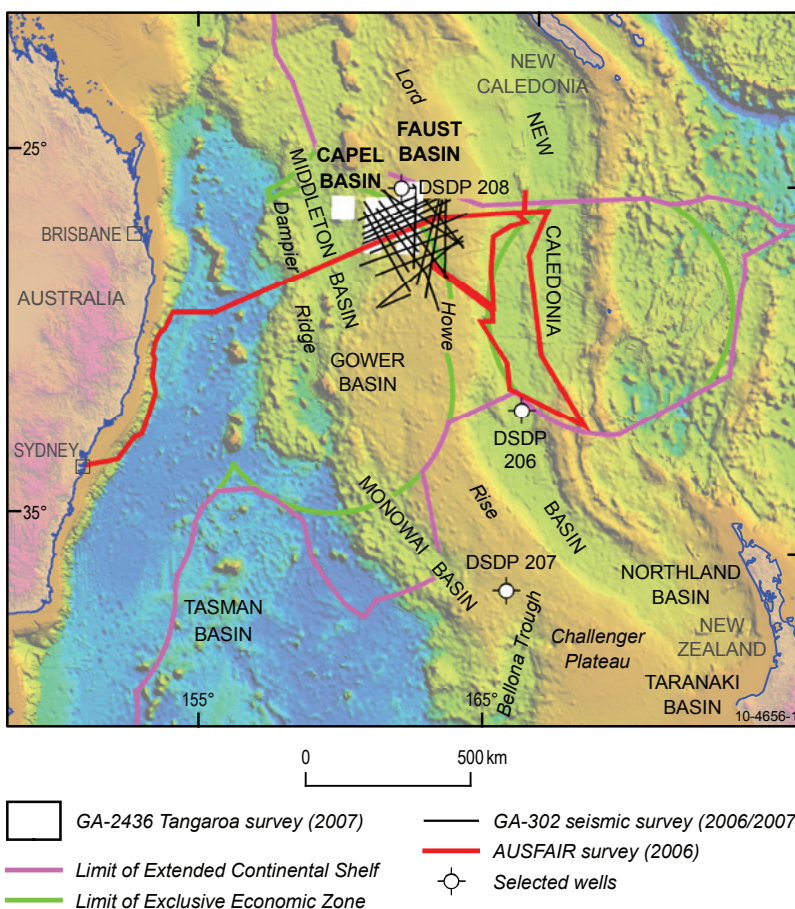 NEW
CALEDONIA
Lord
NEW
25°
FAUST
BASIN
CAPEL
BASIN
MIDDLETON BASIN
DSDP 208
BRISBANE
Dampier
CALEDONIA
AUSTRALIA
Ridge
Howe
GOWER
BASIN
SYDNEY
DSDP
206
35°
MONOWAI BASIN
Rise
BASIN
DSDP 207
NORTHLAND
BASIN
TASMAN
BASIN
NEW
ZEALAND
Challenger
Plateau
Bellona Trough
TARANAKI
BASIN
155°
165°
10-4656-1
0 500 km
GA-2436 Tangaroa survey (2007)
GA-302 seismic survey (2006/2007)
Limit of Extended Continental Shelf
AUSFAIR survey (2006)
Limit of Exclusive Economic Zone
Selected wells